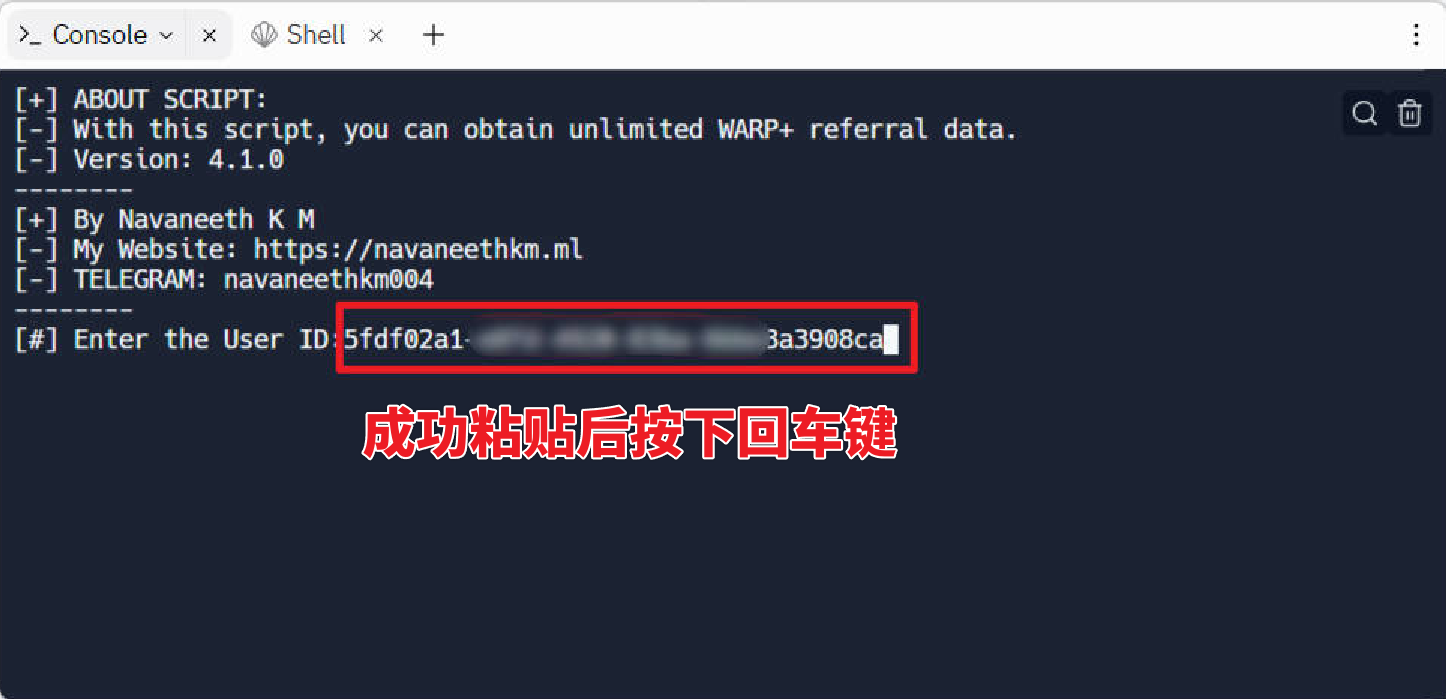 >_ Console
Shell
[+] ABOUT SCRIPT:
[-] With this script, you can obtain unlimited WARP+ referral data.
[-] Version: 4.1.0
--------
[+] By Navaneeth K M
[-] My Website: https://navaneethkm.ml
[-] TELEGRAM: navaneethkm004
--------
[#] Enter the User ID:5fdf02a1- 3a3908ca
成功粘贴后按下回车键